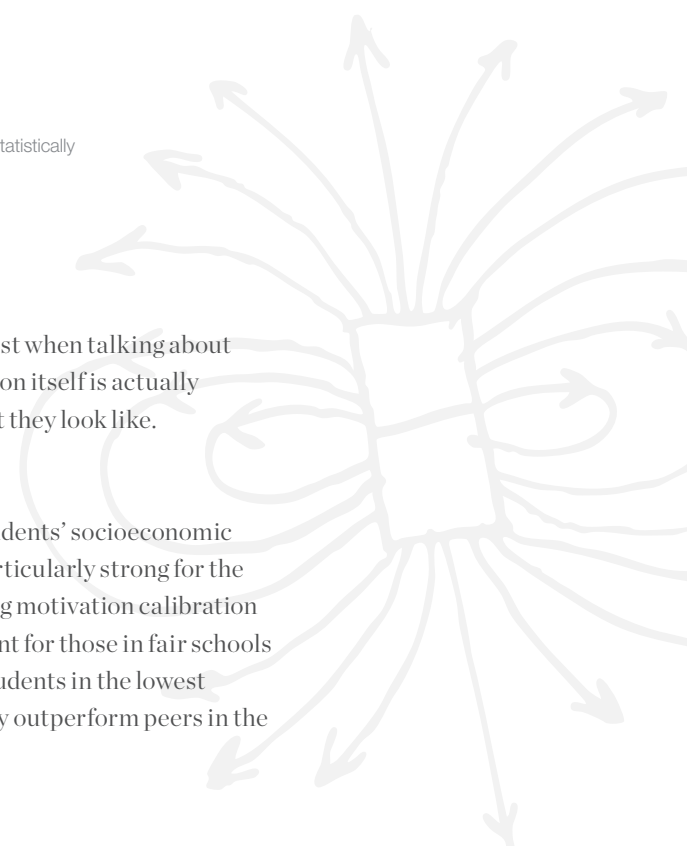 tatistically
st when talking about
on itself is actually
t they look like.
dents’ socioeconomic
rticularly strong for the
g motivation calibration
nt for those in fair schools
udents in the lowest
y outperform peers in the